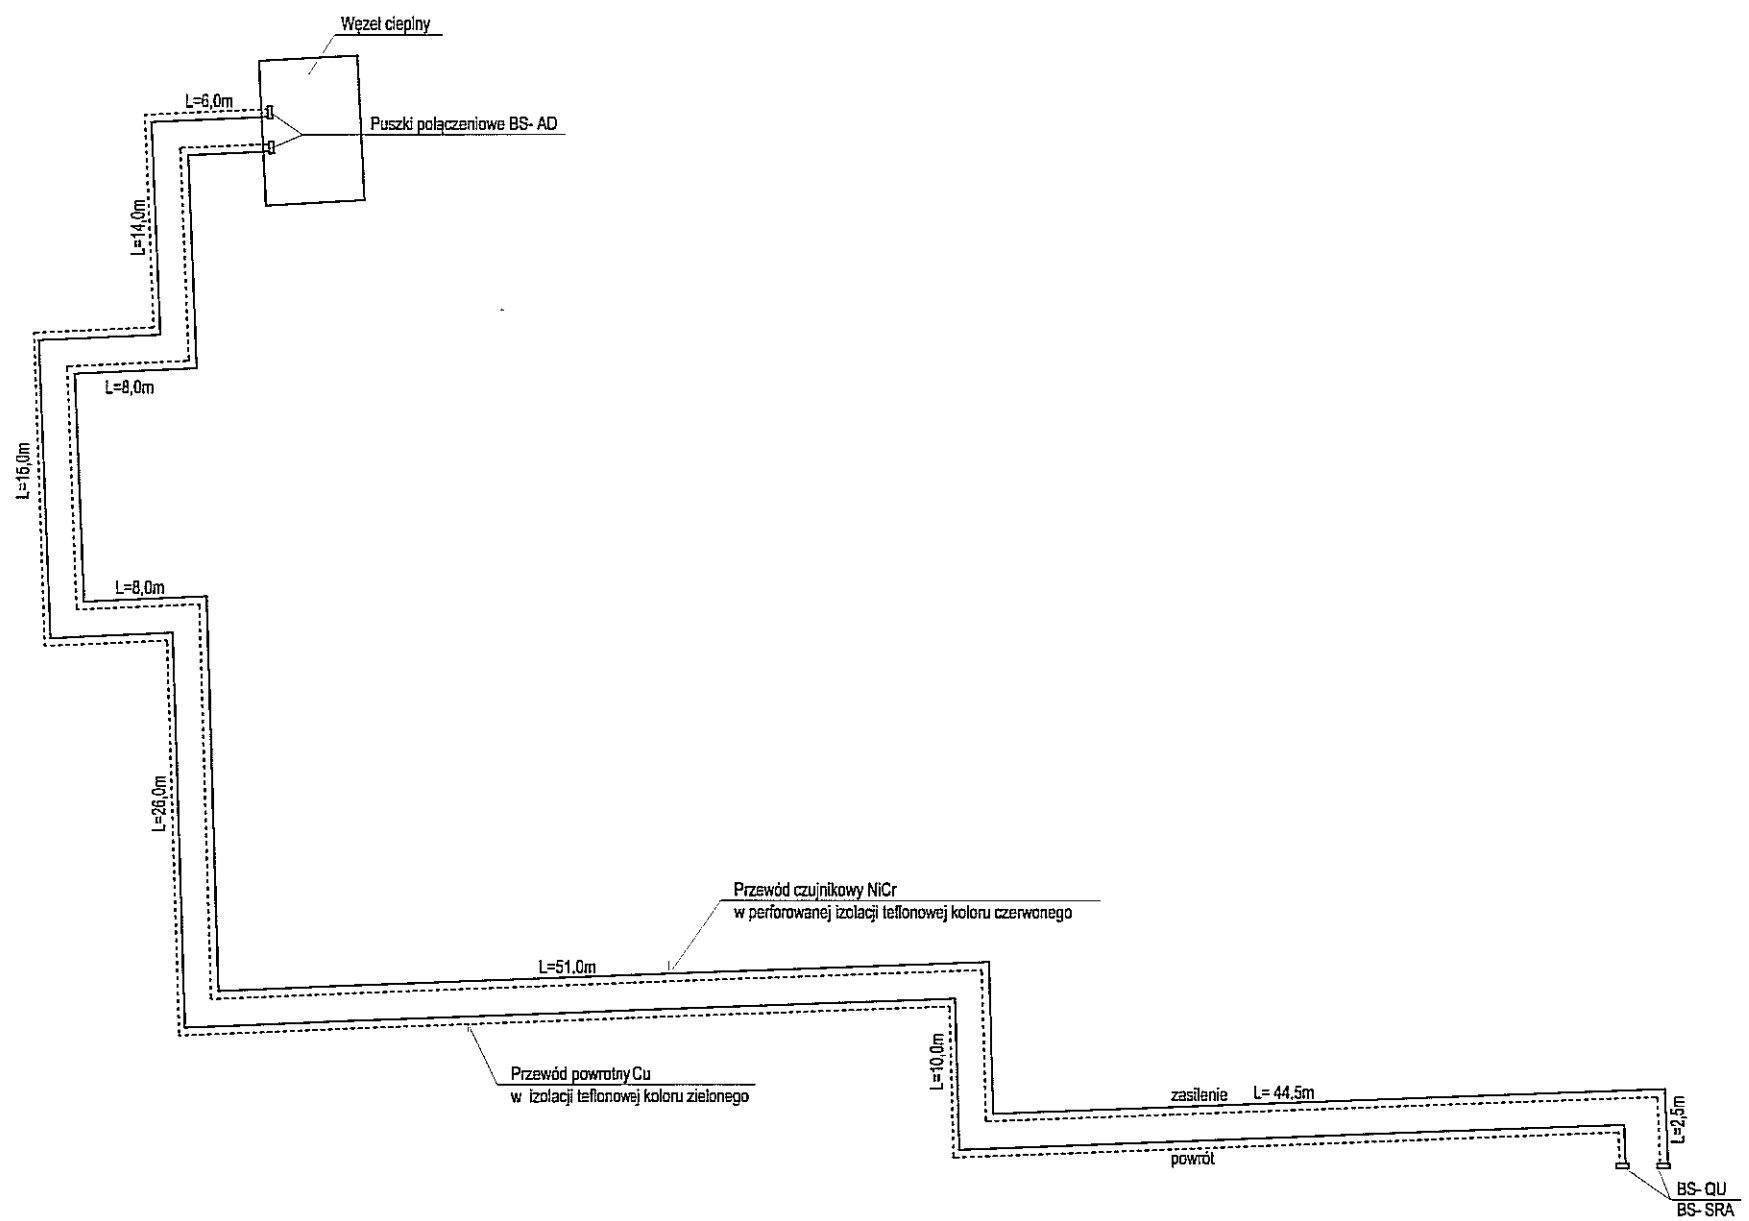 Węzeł cieplny
L=6,0m
Puszki połączeniowe BS- AD
L=14,0m
L=8,0m
L=15,0m
L=8,0m
L=26,0m
Przewód czujnikowy NiCr
w perforowanej izolacji teflonowej koloru czerwonego
L=51,0m
L=10,0m
Przewód powrotny Cu
w izolacji teflonowej koloru zielonego
zasilenie L= 44,5m
L=2,5m
powrót
BS- QU
BS- SRA